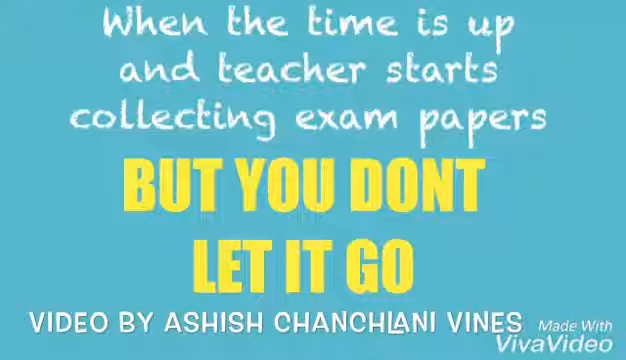 When the time is up
and teacher starts
collecting exam papers
BUT YOU DONT
LET IT GO
VIDEO BY ASHISH CHANCHLANI VINES
Made With
VivaVideo